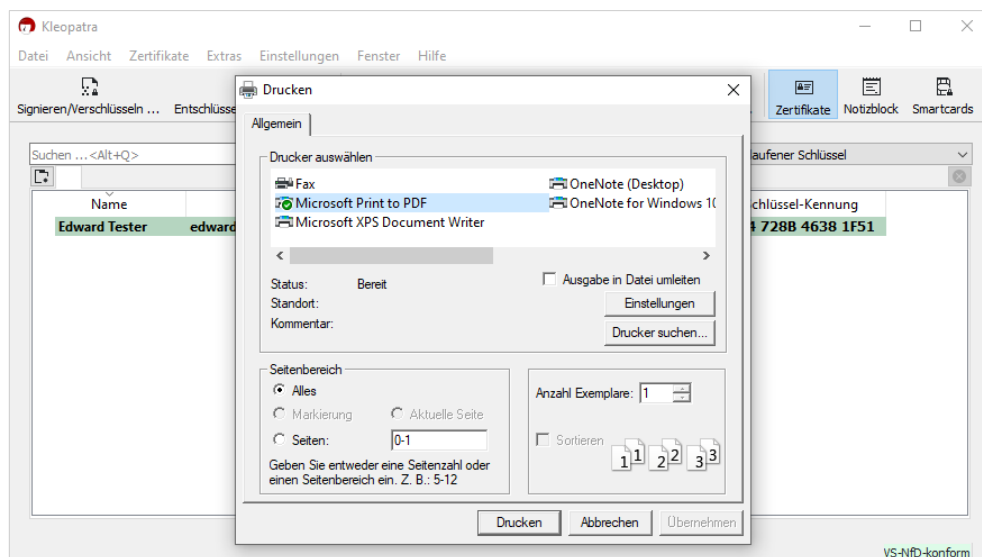 Kleopatra
Datei Ansicht Zertifikate Extras Einstellungen Fenster Hilfe
Signieren/Verschlüsseln ... Entschlüsse
Zertifikate Notizblock Smartcards
Drucken
Allgemein
Suchen ...<Alt+Q>
laufener Schlüssel
Drucker auswählen
Fax
OneNote (Desktop)
Microsoft Print to PDF
OneNote for Windows 10
Microsoft XPS Document Writer
Name
chlüssel-Kennung
Edward Tester edward
728B 4638 1F51
Status: Bereit
Ausgabe in Datei umleiten
Standort:
Einstellungen
Kommentar:
Drucker suchen...
Seitenbereich
Alles
Markierung Aktuelle Seite
Seiten: 0-1
Geben Sie entweder eine Seitenzahl oder
einen Seitenbereich ein. Z. B.: 5-12
Anzahl Exemplare: 1
Sortieren
1 1 2 2 3 3
Drucken Abbrechen Übernehmen
VS-NfD-konform